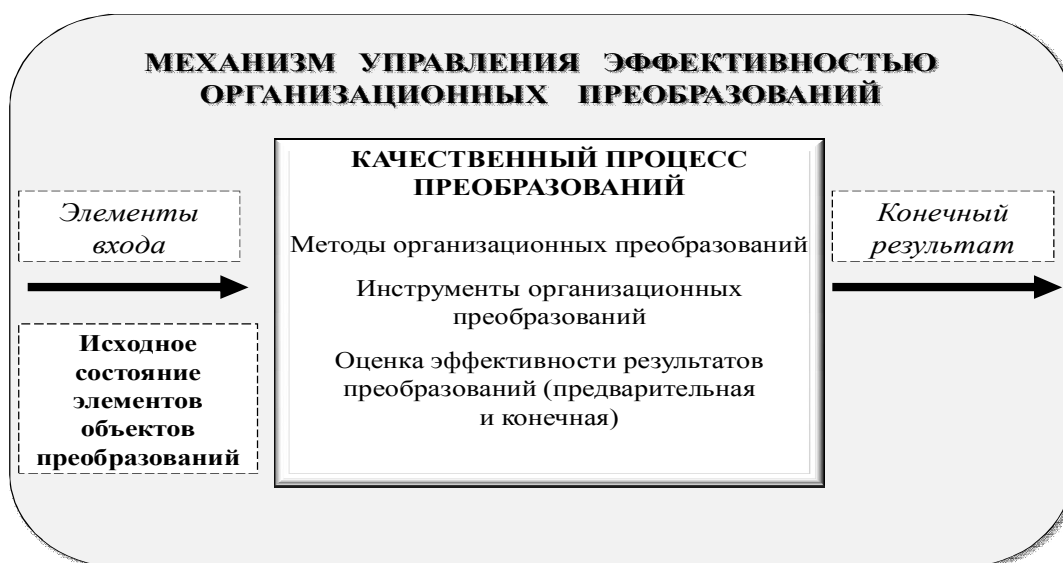 МЕХАНИЗМ УПРАВЛЕНИЯ ЭФФЕКТИВНОСТЬЮ
ОРГАНИЗАЦИОННЫХ ПРЕОБРАЗОВАНИЙ
Элементы
входа
Исходное
состояние
элементов
объектов
преобразований
КАЧЕСТВЕННЫЙ ПРОЦЕСС
ПРЕОБРАЗОВАНИЙ
Методы организационных преобразований
Инструменты организационных
преобразований
Оценка эффективности результатов
преобразований (предварительная
и конечная)
Конечный
результат